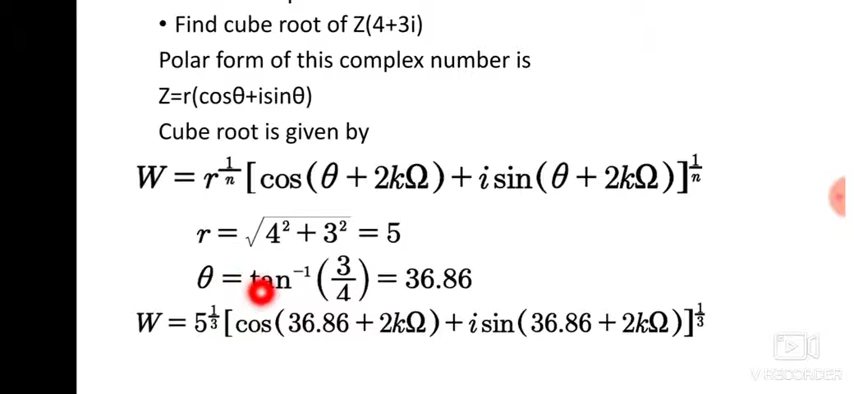 • Find cube root of Z(4+3i)
Polar form of this complex number is
Z=r(cosθ+isinθ)
Cube root is given by
W = r^{1/n}[cos(θ + 2kΩ) + i sin(θ + 2kΩ)]^{1/n}
r = √(4² + 3²) = 5
θ = tan⁻¹(3/4) = 36.86
W = 5^{1/3}[cos(36.86 + 2kΩ) + i sin(36.86 + 2kΩ)]^{1/3}
V RECORDER